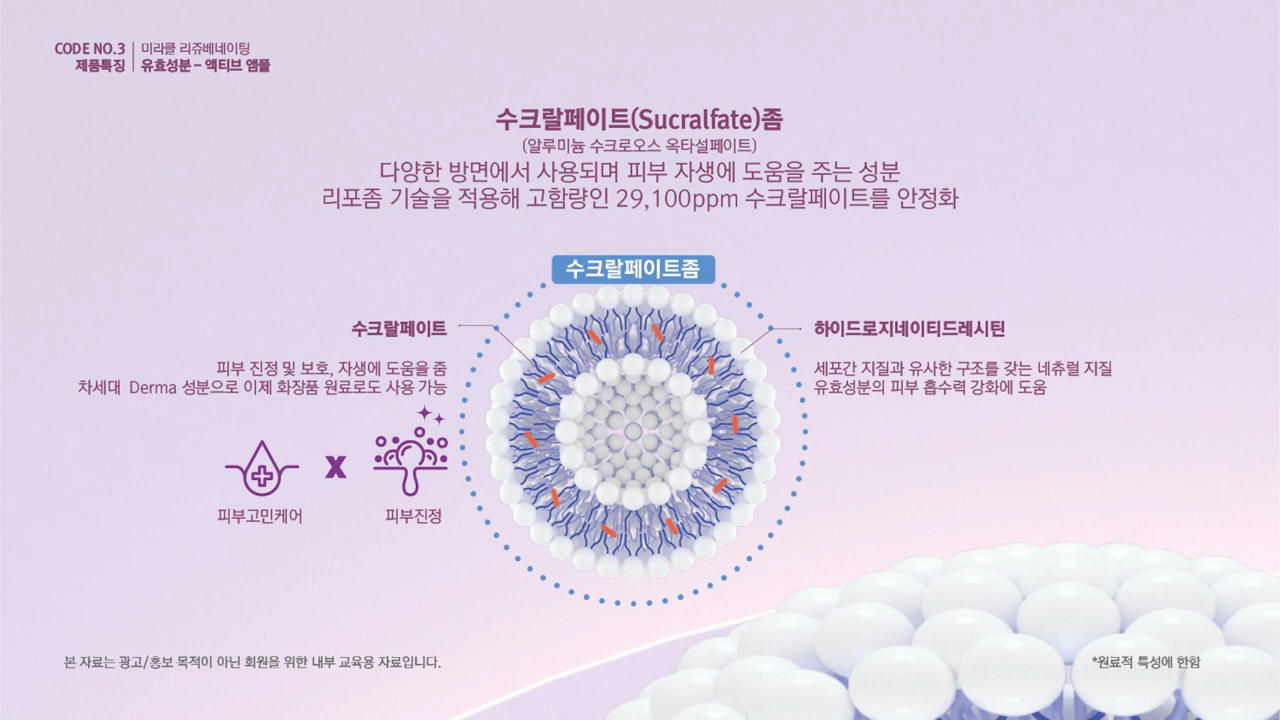 CODE NO.3
제품특징
미라클 리쥬베네이팅
유효성분 – 액티브 앰플
수크랄페이트(Sucralfate)좀
(알루미늄 수크로오스 옥타설페이트)
다양한 방면에서 사용되며 피부 자생에 도움을 주는 성분
리포좀 기술을 적용해 고함량인 29,100ppm 수크랄페이트를 안정화
수크랄페이트좀
수크랄페이트
피부 진정 및 보호, 자생에 도움을 줌
차세대 Derma 성분으로 이제 화장품 원료로도 사용 가능
X
피부고민케어
피부진정
하이드로지네이티드레시틴
세포간 지질과 유사한 구조를 갖는 네츄럴 지질
유효성분의 피부 흡수력 강화에 도움
본 자료는 광고/홍보 목적이 아닌 회원을 위한 내부 교육용 자료입니다.
*원료적 특성에 한함